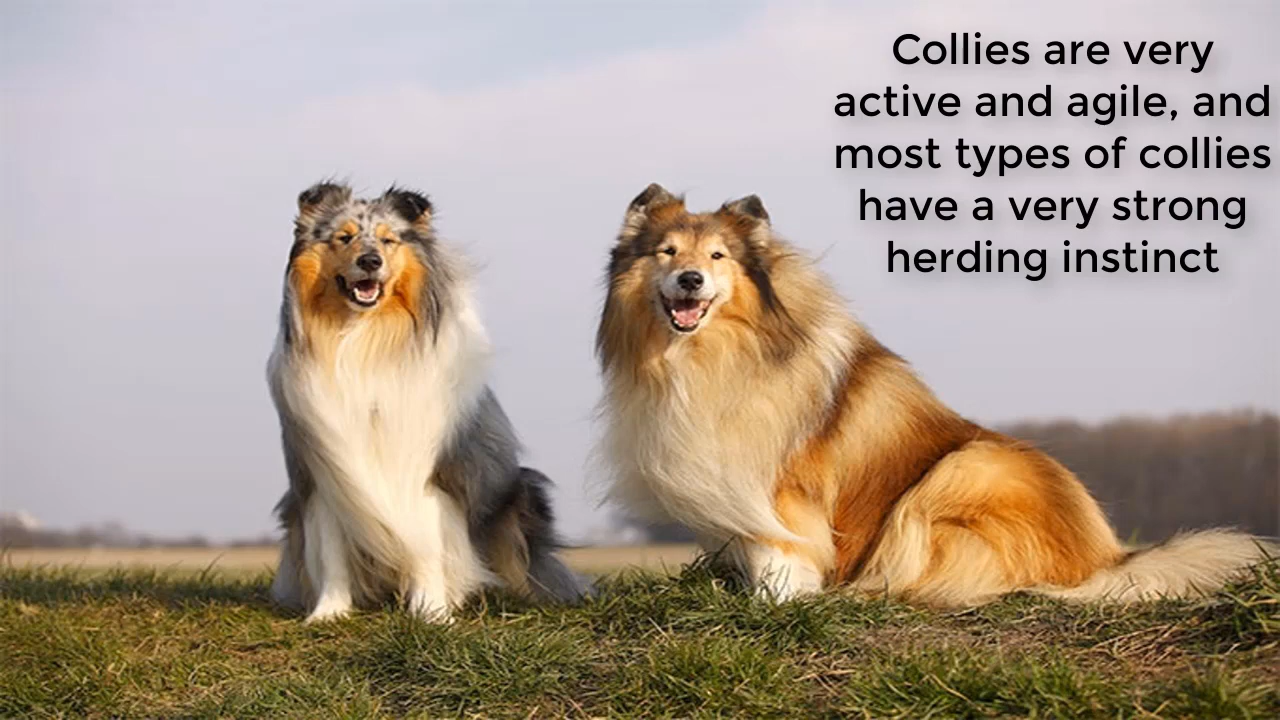 Collies are very
active and agile, and
most types of collies
have a very strong
herding instinct